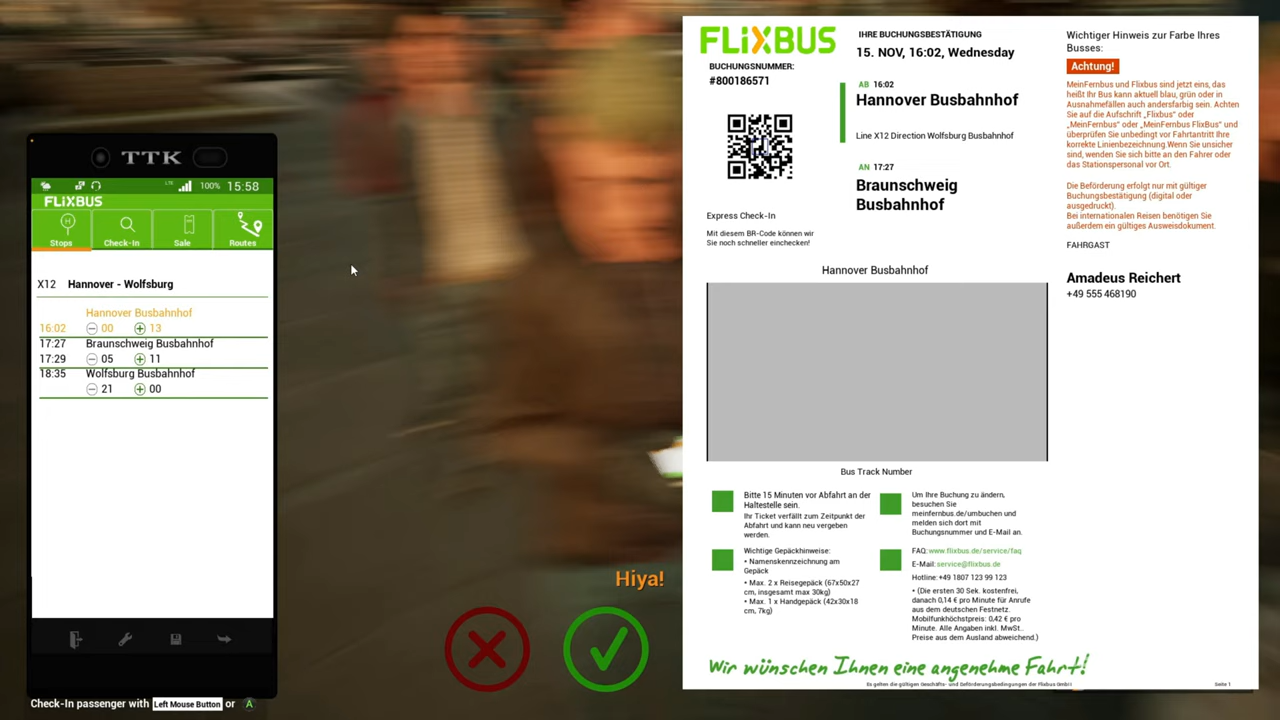 TTK
LTE 100% 15:58
FLiXBUS
Stops
Check-In
Sale
Routes
X12 Hannover - Wolfsburg
Hannover Busbahnhof
16:02 00 13
17:27 Braunschweig Busbahnhof
17:29 05 11
18:35 Wolfsburg Busbahnhof
21 00
Check-In passenger with Left Mouse Button or A
Hiya!
FLiXBUS
BUCHUNGSNUMMER:
#800186571
Express Check-In
Mit diesem BR-Code können wir
Sie noch schneller einchecken!
IHRE BUCHUNGSBESTÄTIGUNG
15. NOV, 16:02, Wednesday
AB 16:02
Hannover Busbahnhof
Line X12 Direction Wolfsburg Busbahnhof
AN 17:27
Braunschweig
Busbahnhof
Hannover Busbahnhof
Bus Track Number
Bitte 15 Minuten vor Abfahrt an der
Haltestelle sein.
Ihr Ticket verfällt zum Zeitpunkt der
Abfahrt und kann neu vergeben
werden.
Wichtige Gepäckhinweise:
• Namenskennzeichnung am
Gepäck
• Max. 2 x Reisegepäck (67x50x27
cm, insgesamt max 30kg)
• Max. 1 x Handgepäck (42x30x18
cm, 7kg)
Um Ihre Buchung zu ändern,
besuchen Sie
meinfernbus.de/umbuchen und
melden sich dort mit
Buchungsnummer und E-Mail an.
FAQ: www.flixbus.de/service/faq
E-Mail: service@flixbus.de
Hotline: +49 1807 123 99 123
• (Die ersten 30 Sek. kostenfrei,
danach 0,14 € pro Minute für Anrufe
aus dem deutschen Festnetz.
Mobilfunkhöchstpreis: 0,42 € pro
Minute. Alle Angaben inkl. MwSt..
Preise aus dem Ausland abweichend.)
Wir wünschen Ihnen eine angenehme Fahrt!
Es gelten die gültigen Geschäfts- und Beförderungsbedingungen der Flixbus GmbH
Seite 1
Wichtiger Hinweis zur Farbe Ihres
Busses:
Achtung!
MeinFernbus und Flixbus sind jetzt eins, das
heißt Ihr Bus kann aktuell blau, grün oder in
Ausnahmefällen auch andersfarbig sein. Achten
Sie auf die Aufschrift „Flixbus“ oder
„MeinFernbus“ oder „MeinFernbus FlixBus“ und
überprüfen Sie unbedingt vor Fahrtantritt Ihre
korrekte Linienbezeichnung.Wenn Sie unsicher
sind, wenden Sie sich bitte an den Fahrer oder
das Stationspersonal vor Ort.
Die Beförderung erfolgt nur mit gültiger
Buchungsbestätigung (digital oder
ausgedruckt).
Bei internationalen Reisen benötigen Sie
außerdem ein gültiges Ausweisdokument.
FAHRGAST
Amadeus Reichert
+49 555 468190